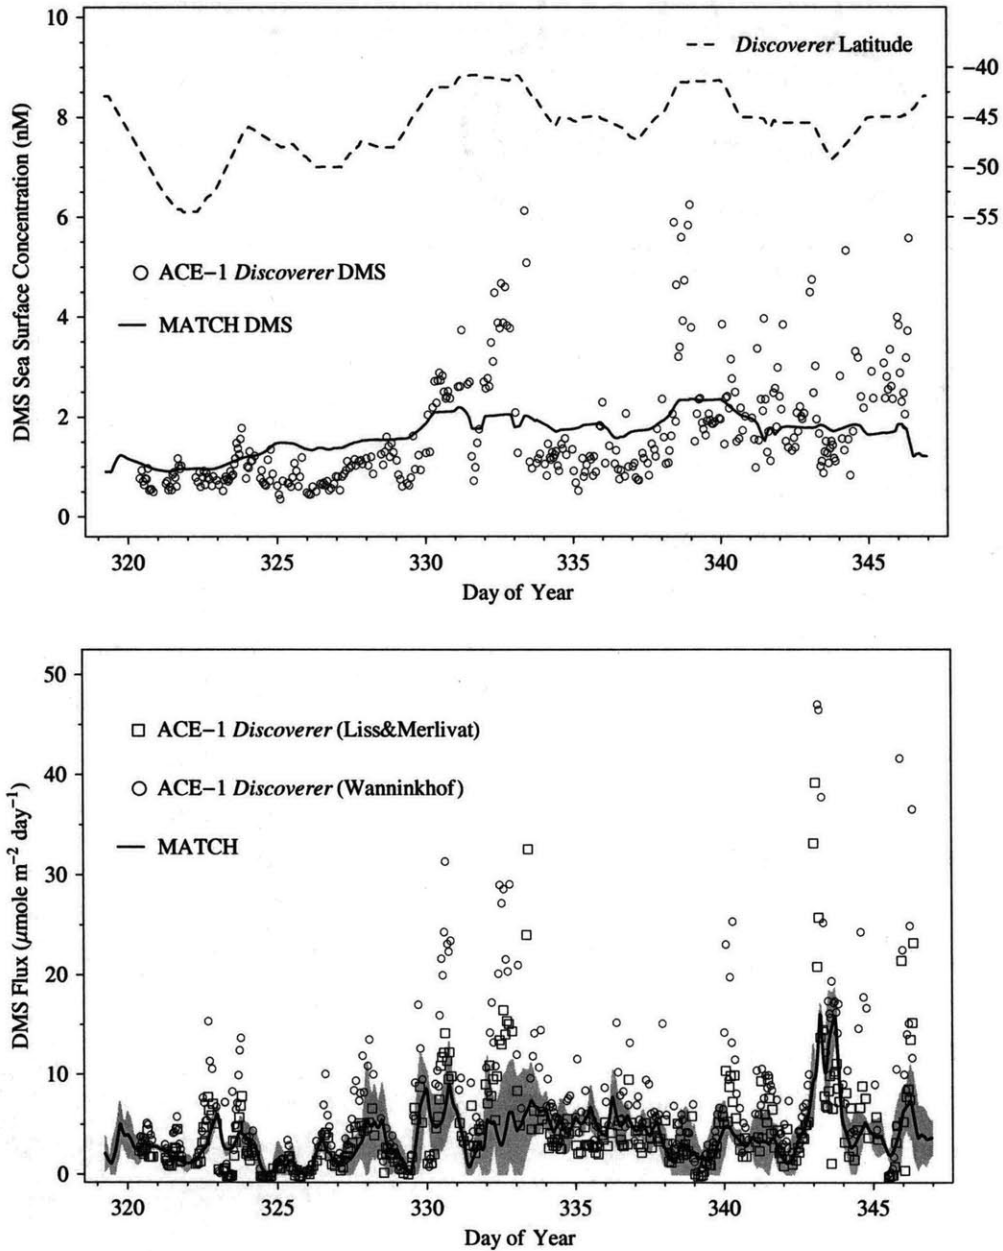 10
8
6
4
2
0
DMS Sea Surface Concentration (nM)
Discoverer Latitude
−40
−45
−50
−55
ACE−1 Discoverer DMS
MATCH DMS
320 325 330 335 340 345
Day of Year
50
40
30
20
10
0
DMS Flux (μmole m⁻² day⁻¹)
ACE−1 Discoverer (Liss&Merlivat)
ACE−1 Discoverer (Wanninkhof)
MATCH
320 325 330 335 340 345
Day of Year